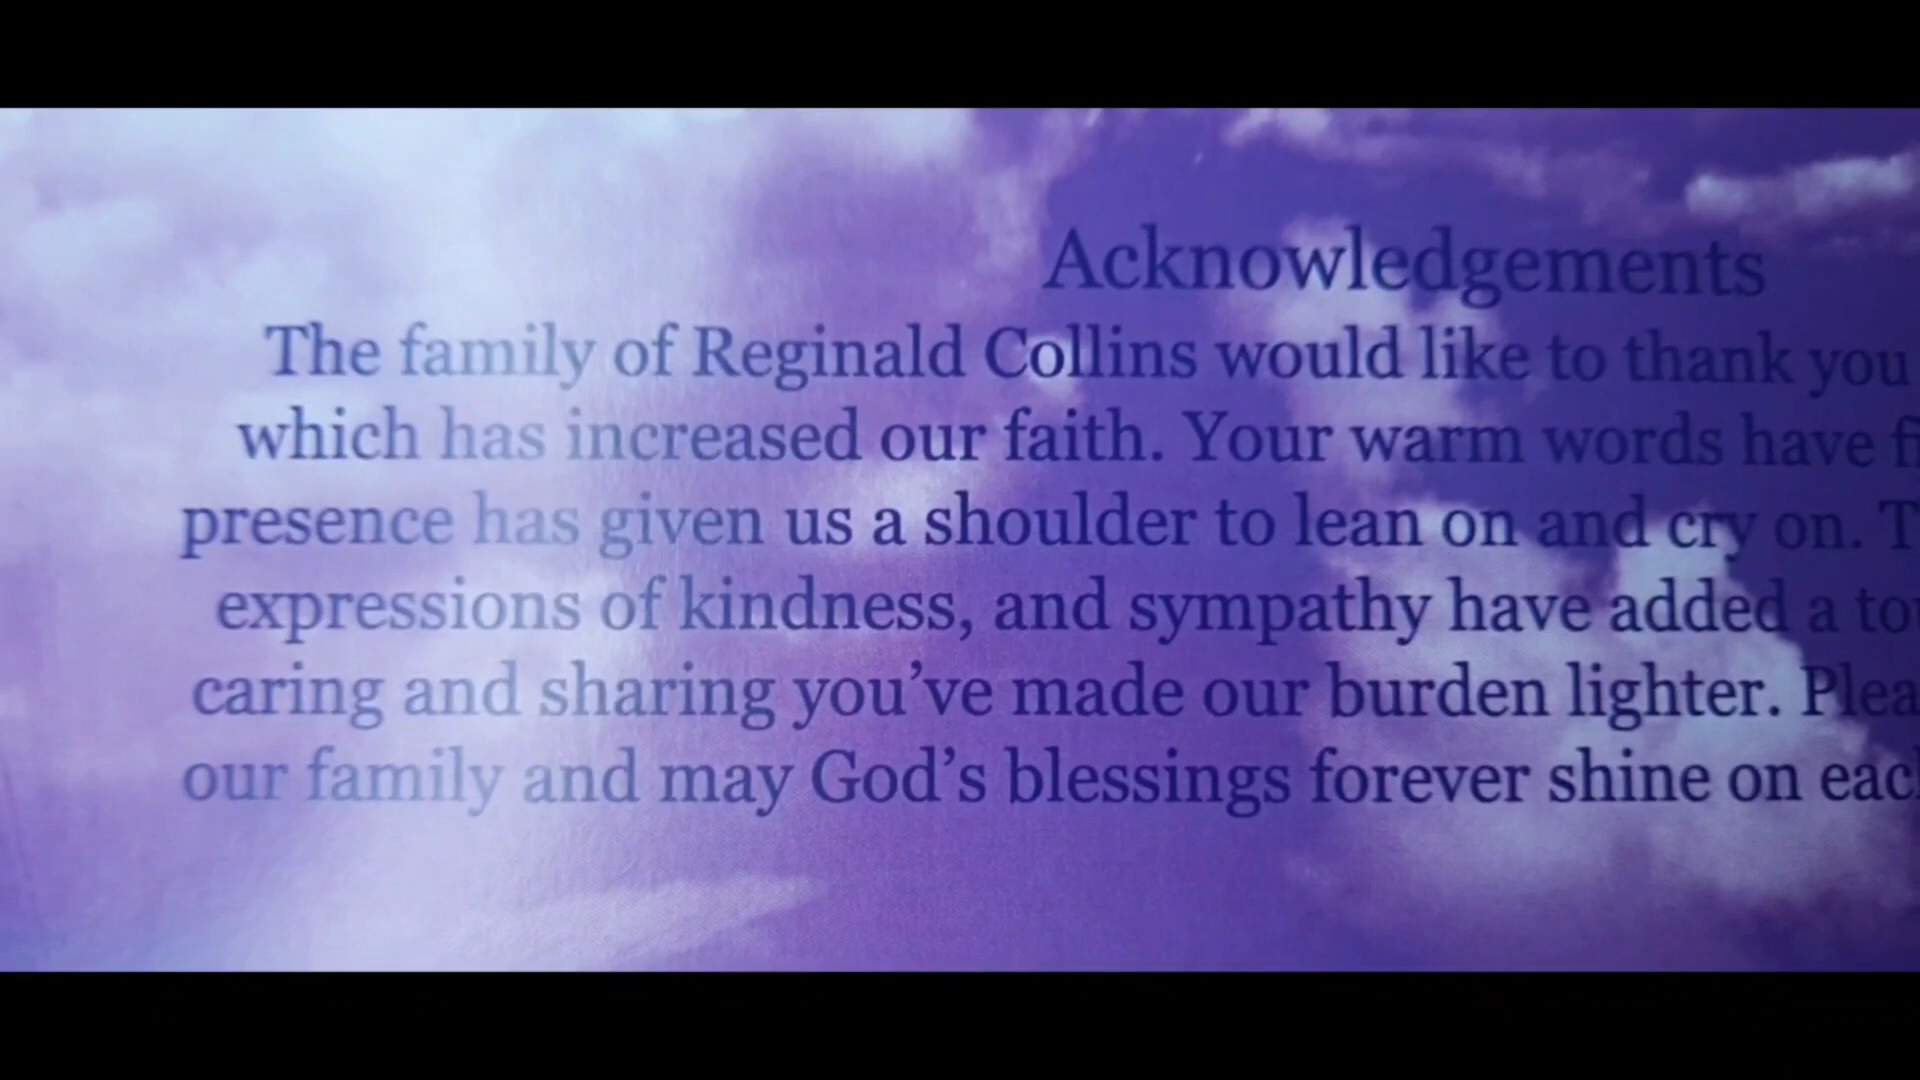 Acknowledgements
The family of Reginald Collins would like to thank you
which has increased our faith. Your warm words have
presence has given us a shoulder to lean on and cry on.
expressions of kindness, and sympathy have added a
caring and sharing you've made our burden lighter.
our family and may God's blessings forever shine on